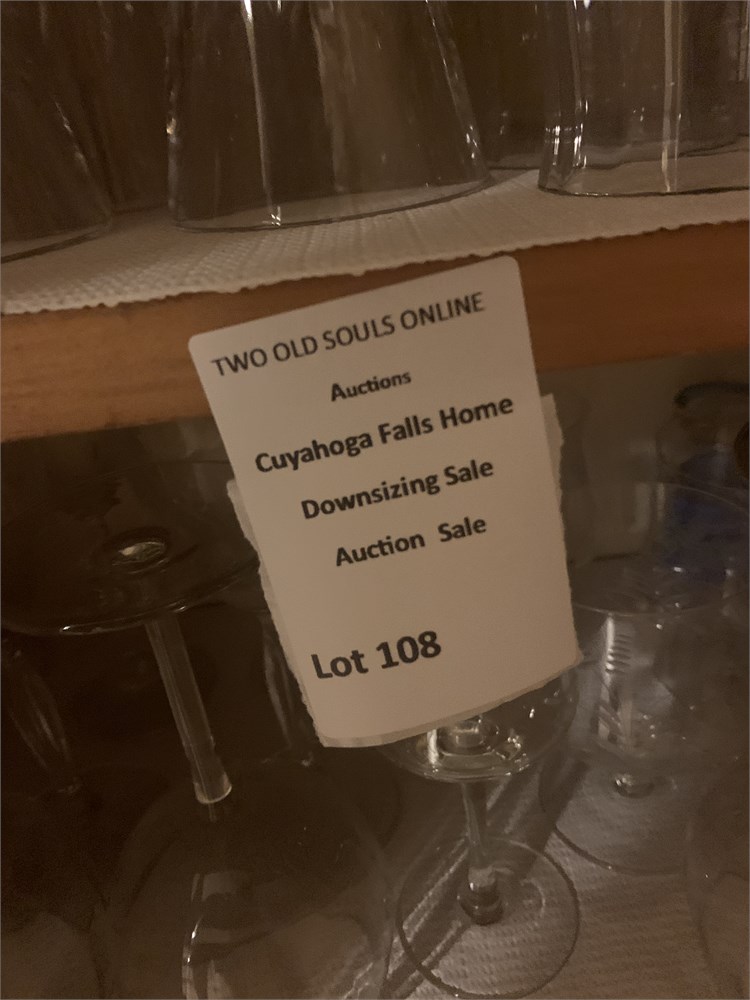 TWO OLD SOULS ONLINE
Auctions
Cuyahoga Falls Home
Downsizing Sale
Auction Sale
Lot 108